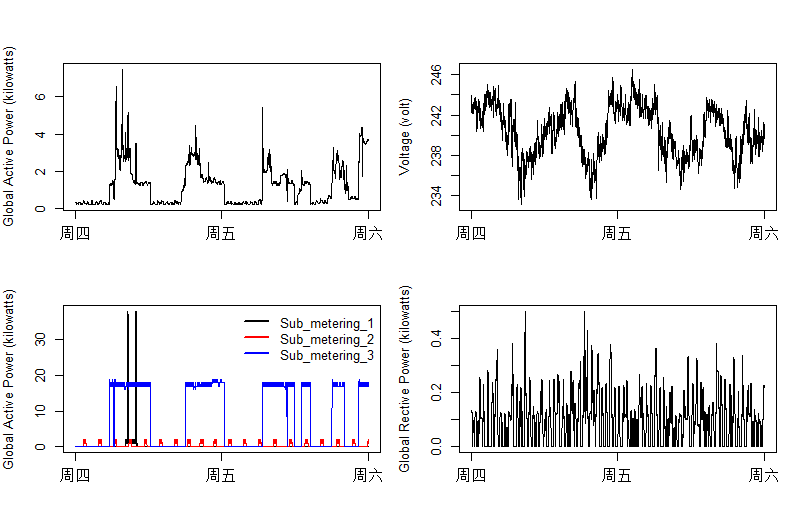 Global Active Power (kilowatts)
6
4
2
0
周四
周五
周六
Voltage (volt)
246
242
238
234
周四
周五
周六
Global Active Power (kilowatts)
30
20
10
0
Sub_metering_1
Sub_metering_2
Sub_metering_3
周四
周五
周六
Global Rective Power (kilowatts)
0.4
0.2
0.0
周四
周五
周六